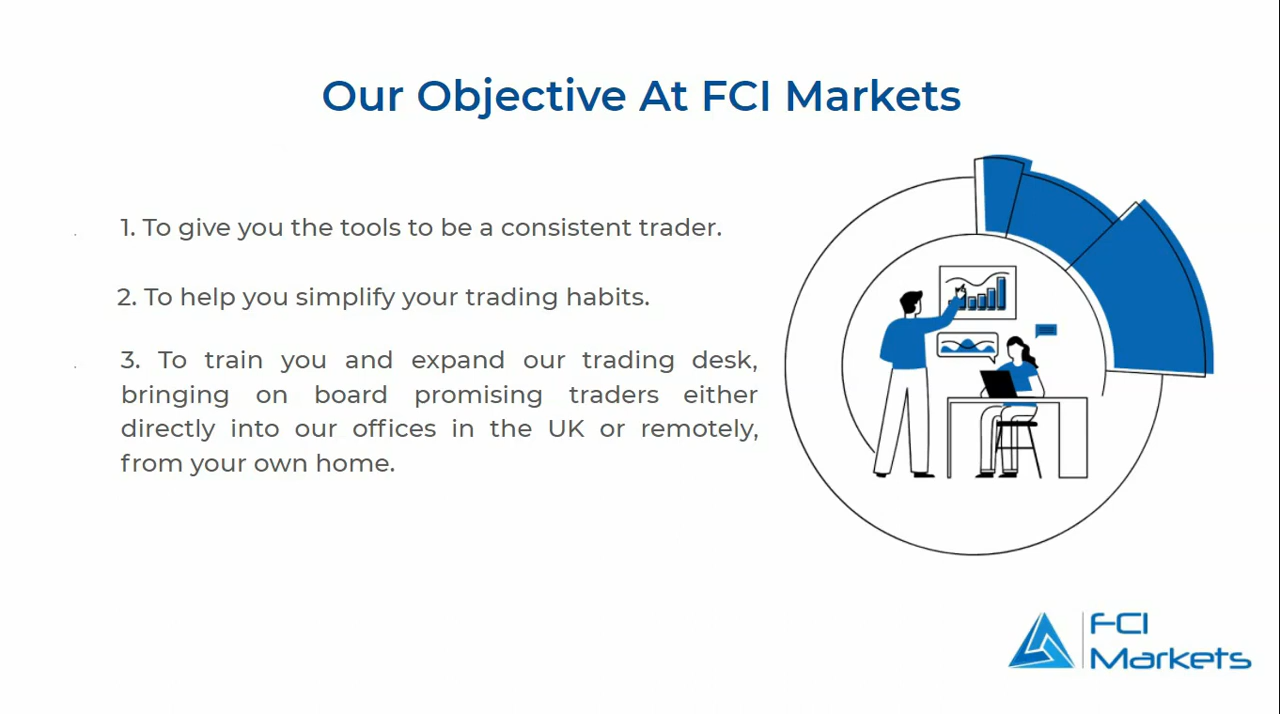 Our Objective At FCI Markets
1. To give you the tools to be a consistent trader.
2. To help you simplify your trading habits.
3. To train you and expand our trading desk,
bringing on board promising traders either
directly into our offices in the UK or remotely,
from your own home.
FCI
Markets